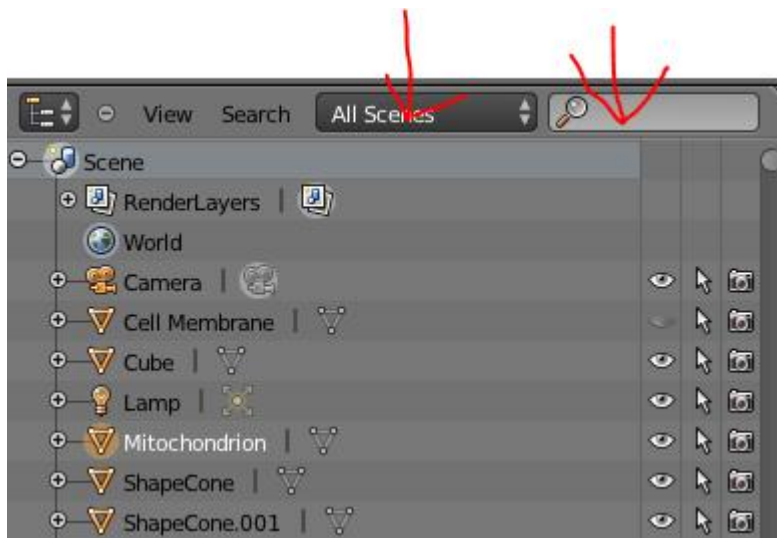 View Search All Scenes
Scene
RenderLayers
World
Camera
Cell Membrane
Cube
Lamp
Mitochondrion
ShapeCone
ShapeCone.001